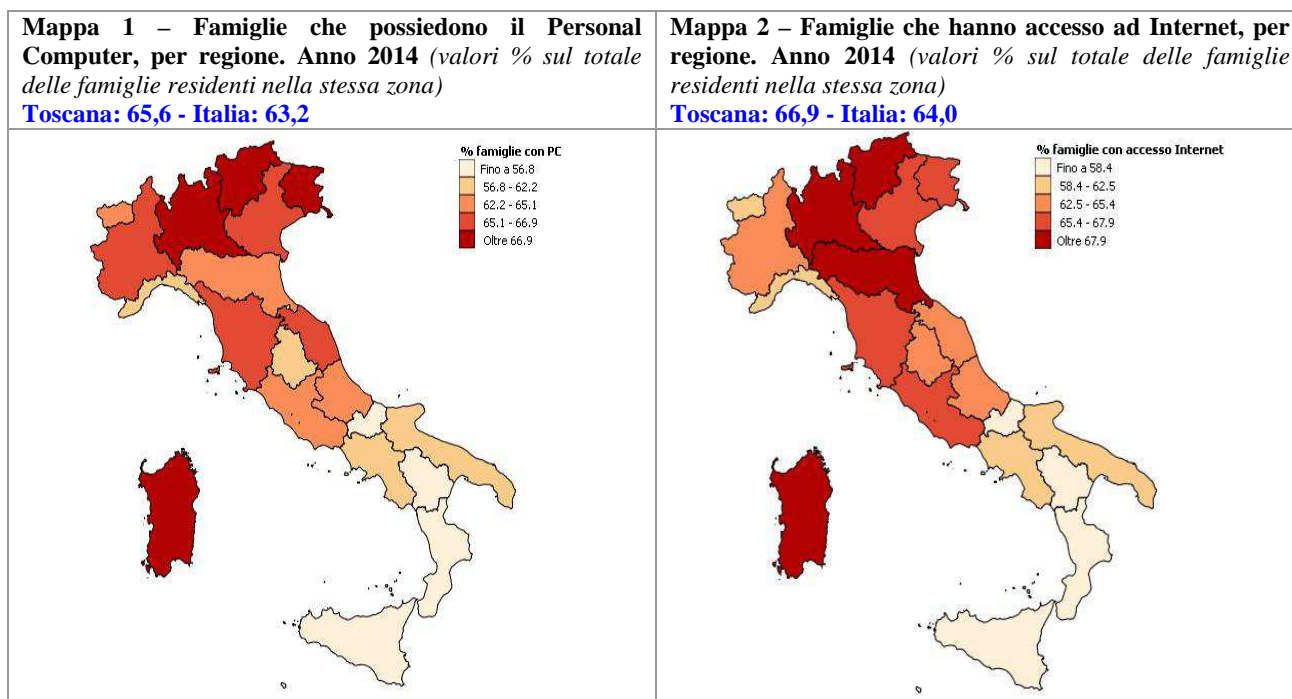 Mappa 1 – Famiglie che possiedono il Personal
Computer, per regione. Anno 2014 (valori % sul totale
delle famiglie residenti nella stessa zona)
Toscana: 65,6 - Italia: 63,2
Mappa 2 – Famiglie che hanno accesso ad Internet, per
regione. Anno 2014 (valori % sul totale delle famiglie
residenti nella stessa zona)
Toscana: 66,9 - Italia: 64,0
% famiglie con PC
Fino a 56.8
56.8 - 62.2
62.2 - 65.1
65.1 - 66.9
Oltre 66.9
% famiglie con accesso Internet
Fino a 58.4
58.4 - 62.5
62.5 - 65.4
65.4 - 67.9
Oltre 67.9